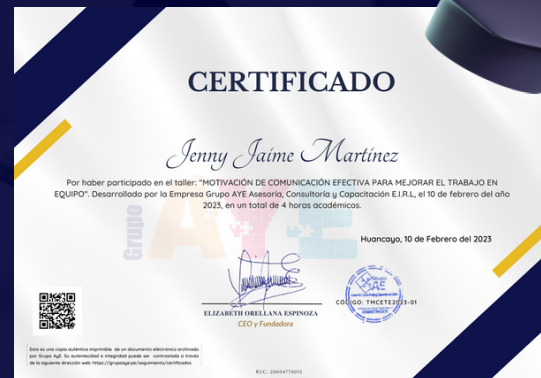 CERTIFICADO
Jenny Jaime Martínez
Por haber participado en el taller: "MOTIVACIÓN DE COMUNICACIÓN EFECTIVA PARA MEJORAR EL TRABAJO EN
EQUIPO". Desarrollado por la Empresa Grupo AYE Asesoría, Consultoría y Capacitación E.I.R.L, el 10 de febrero del año
2023, en un total de 4 horas académicos.
Grupo AYE
Huancayo, 10 de Febrero del 2023
ELIZABETH ORELLANA ESPINOZA
CEO y Fundadora
CÓDIGO: TMCETE2023-01
Esta es una copia auténtica imprimible de un documento electrónico archivado
por Grupo AyE. Su autenticidad e integridad puede ser contrastada a través
de la siguiente dirección web: https://grupoaye.pe/seguimiento/certificados
RUC: 20604779013